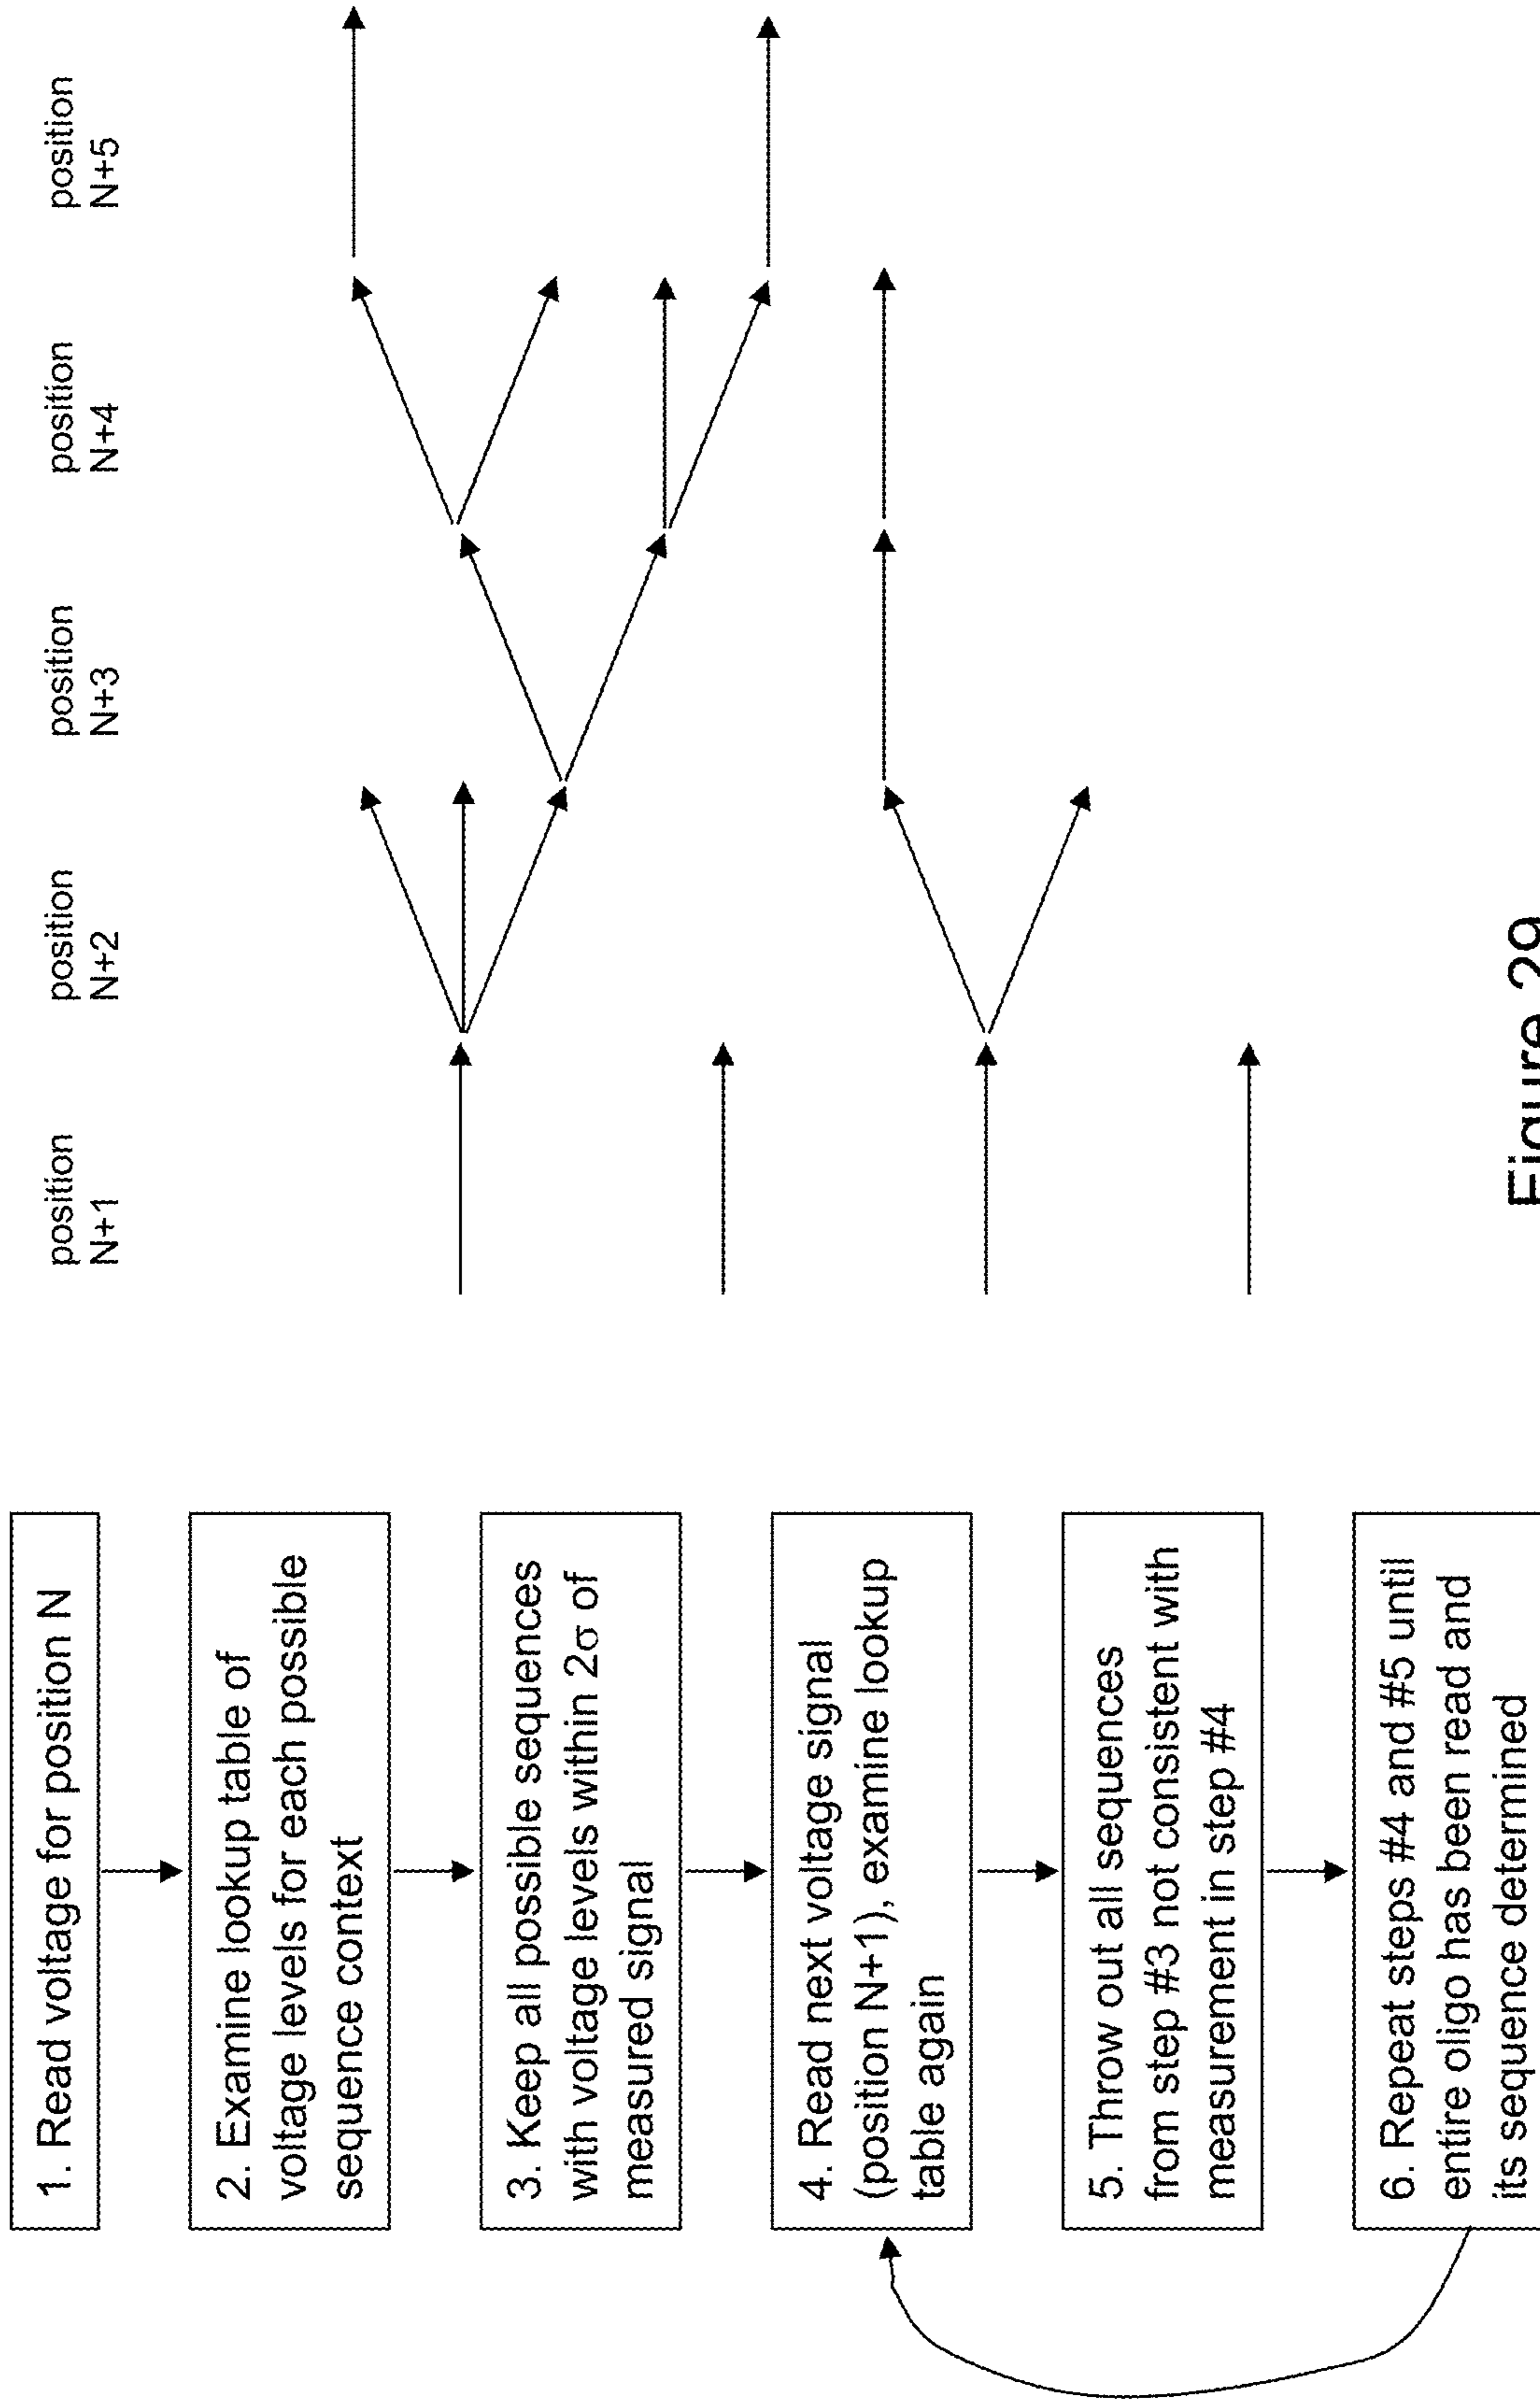 1. Read voltage for position N
2. Examine lookup table of
voltage levels for each possible
sequence context
3. Keep all possible sequences
with voltage levels within 2σ of
measured signal
4. Read next voltage signal
(position N+1), examine lookup
table again
5. Throw out all sequences
from step #3 not consistent with
measurement in step #4
6. Repeat steps #4 and #5 until
entire oligo has been read and
its sequence determined
position
N+1
position
N+2
position
N+3
position
N+4
position
N+5
Figure 29